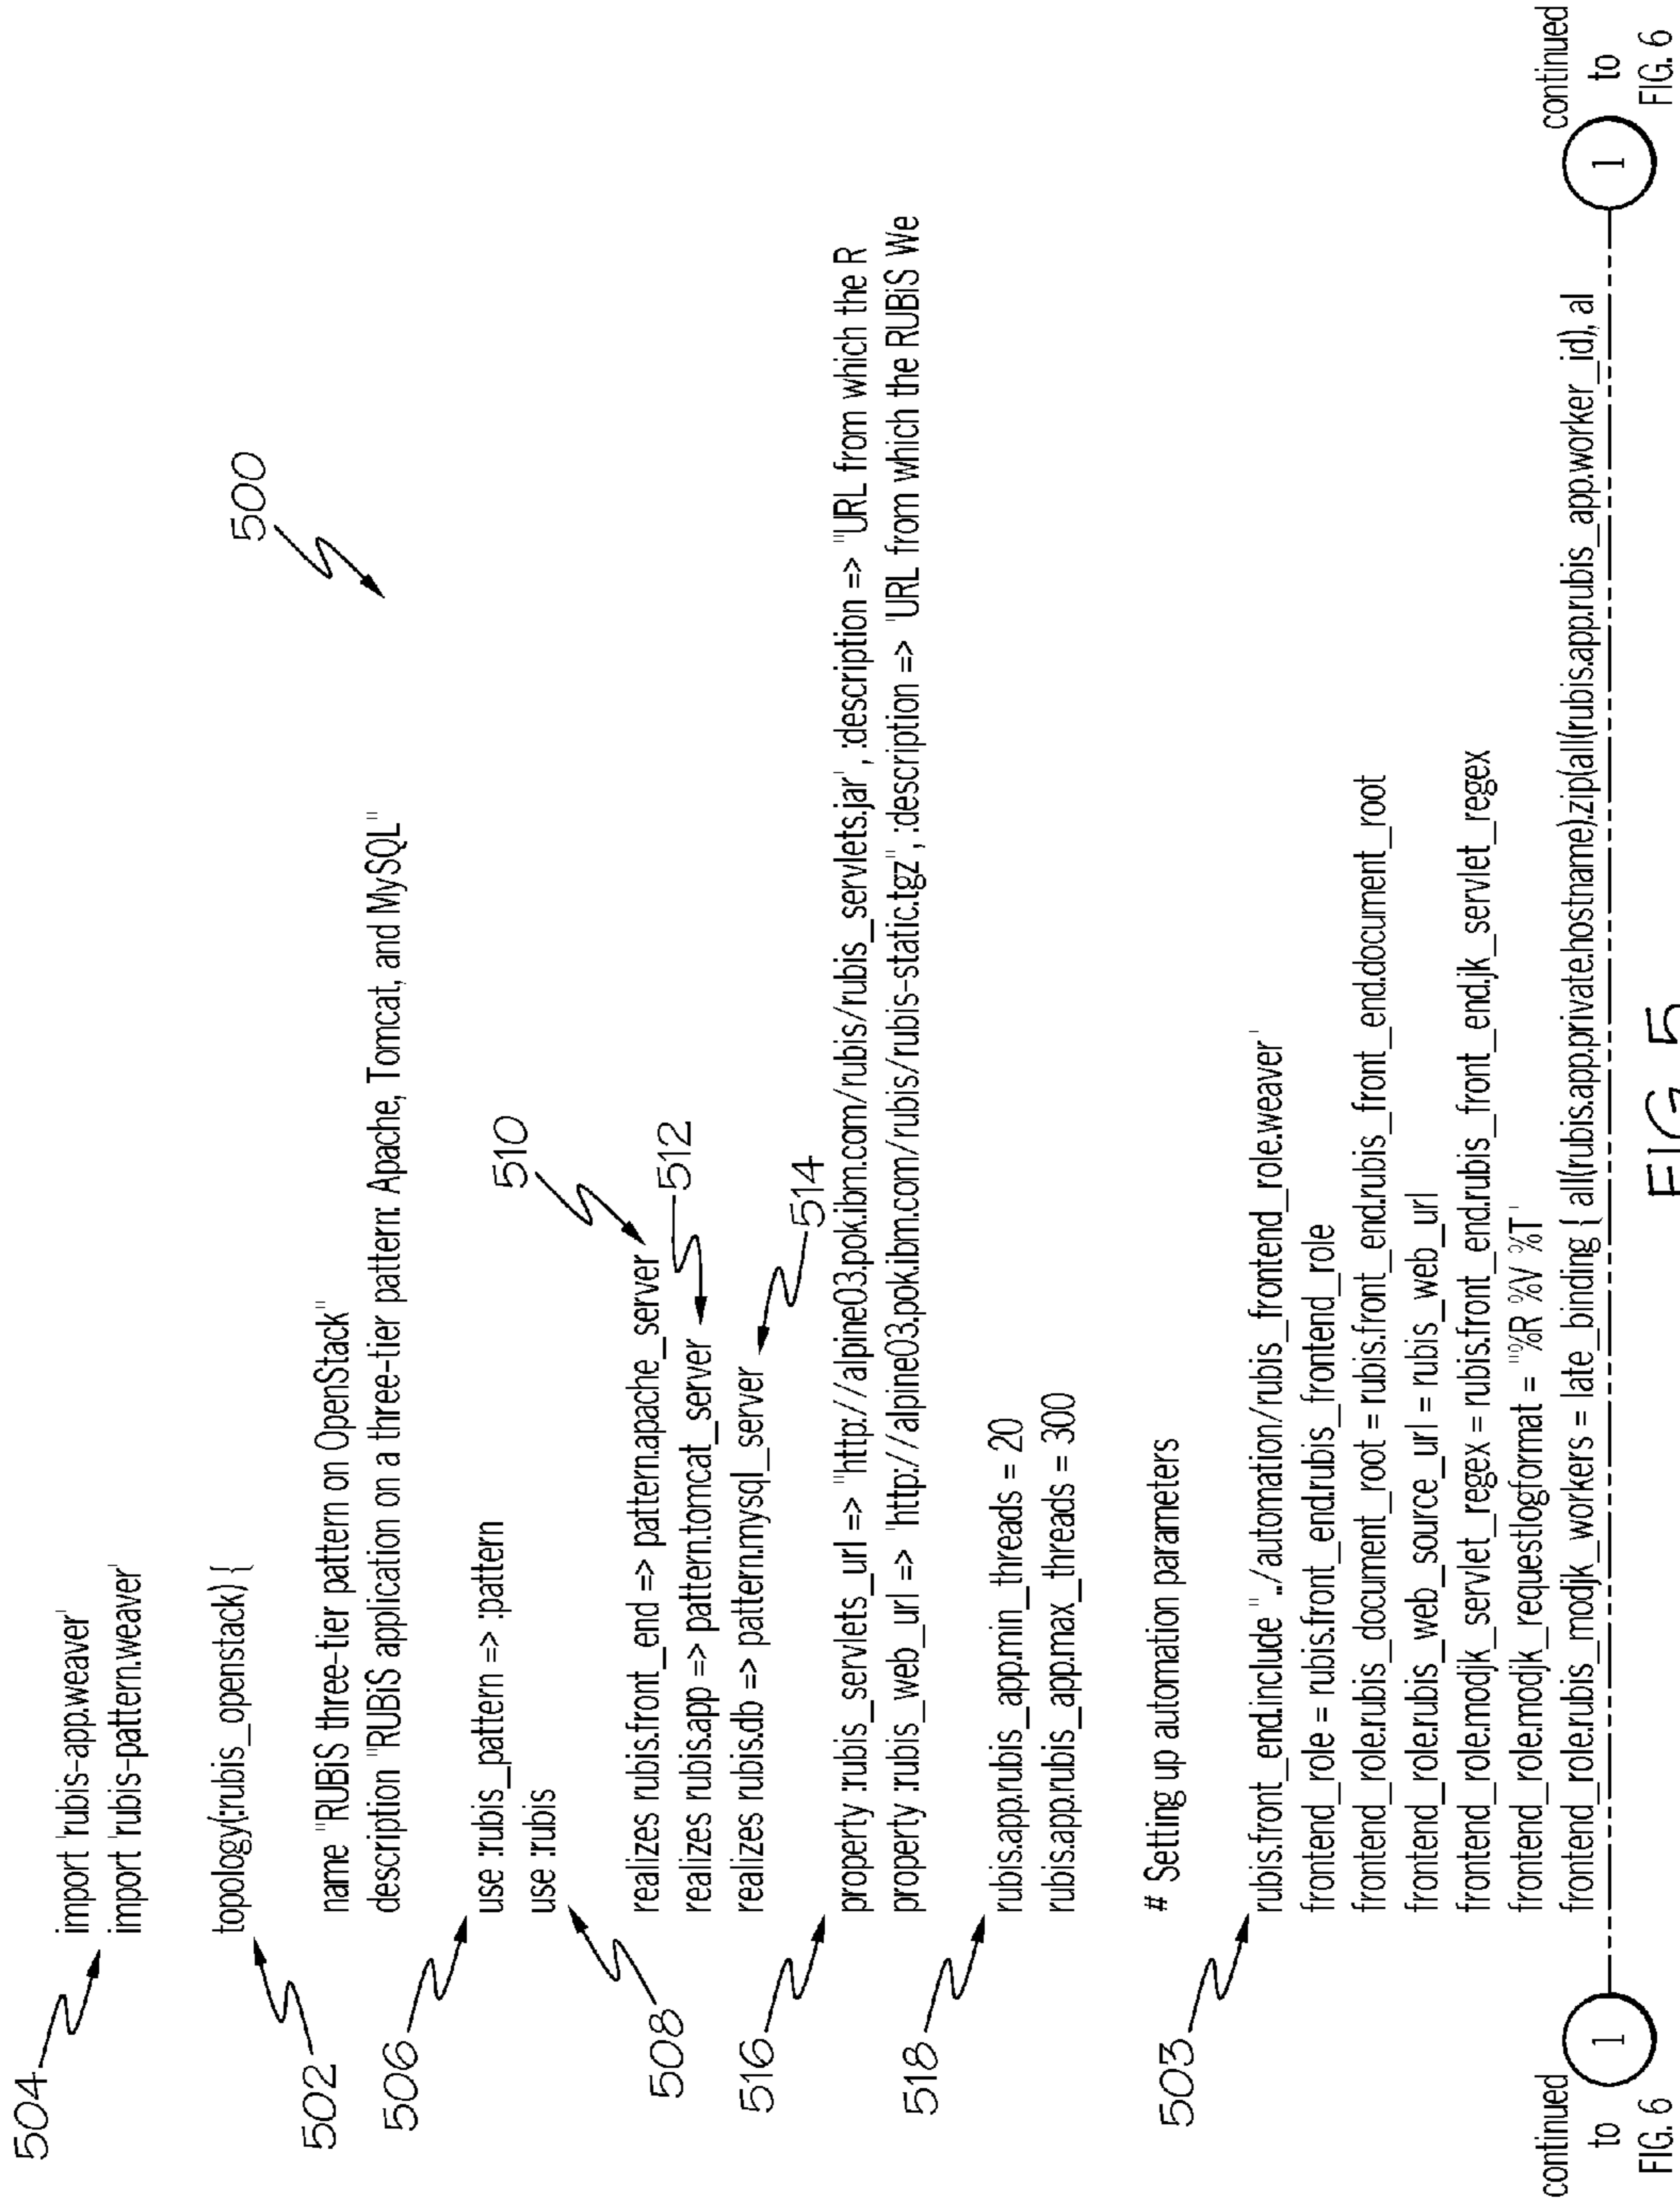 504
import 'rubis-app.weaver'
import 'rubis-pattern.weaver'
topology(:rubis_openstack) {
502
name "RUBiS three-tier pattern on OpenStack"
description "RUBiS application on a three-tier pattern: Apache, Tomcat, and MySQL"
500
506
use :rubis_pattern => :pattern
use :rubis
508
510
realizes rubis.front_end => pattern.apache_server
realizes rubis.app => pattern.tomcat_server
512
realizes rubis.db => pattern.mysql_server
514
516
property :rubis_servlets_url => "http://alpine03.pok.ibm.com/rubis/rubis_servlets.jar', :description => "URL from which the R
property :rubis_web_url => 'http://alpine03.pok.ibm.com/rubis/rubis-static.tgz", :description => 'URL from which the RUBiS We
518
rubis.app.rubis_app.min_threads = 20
rubis.app.rubis_app.max_threads = 300
# Setting up automation parameters
503
rubis.front_end.include "../automation/rubis_frontend_role.weaver'
frontend_role = rubis.front_end.rubis_frontend_role
frontend_role.rubis_document_root = rubis.front_end.rubis_front_end.document_root
frontend_role.rubis_web_source_url = rubis_web_url
frontend_role.modjk_servlet_regex = rubis.front_end.rubis_front_end.jk_servlet_regex
frontend_role.modjk_requestlogformat = '"%R %V %T'
frontend_role.rubis_modjk_workers = late_binding { all(rubis.app.private.hostname).zip(all(rubis.app.rubis_app.worker_id), al
continued
to
FIG. 6
1
1
continued
to
FIG. 6
FIG. 5